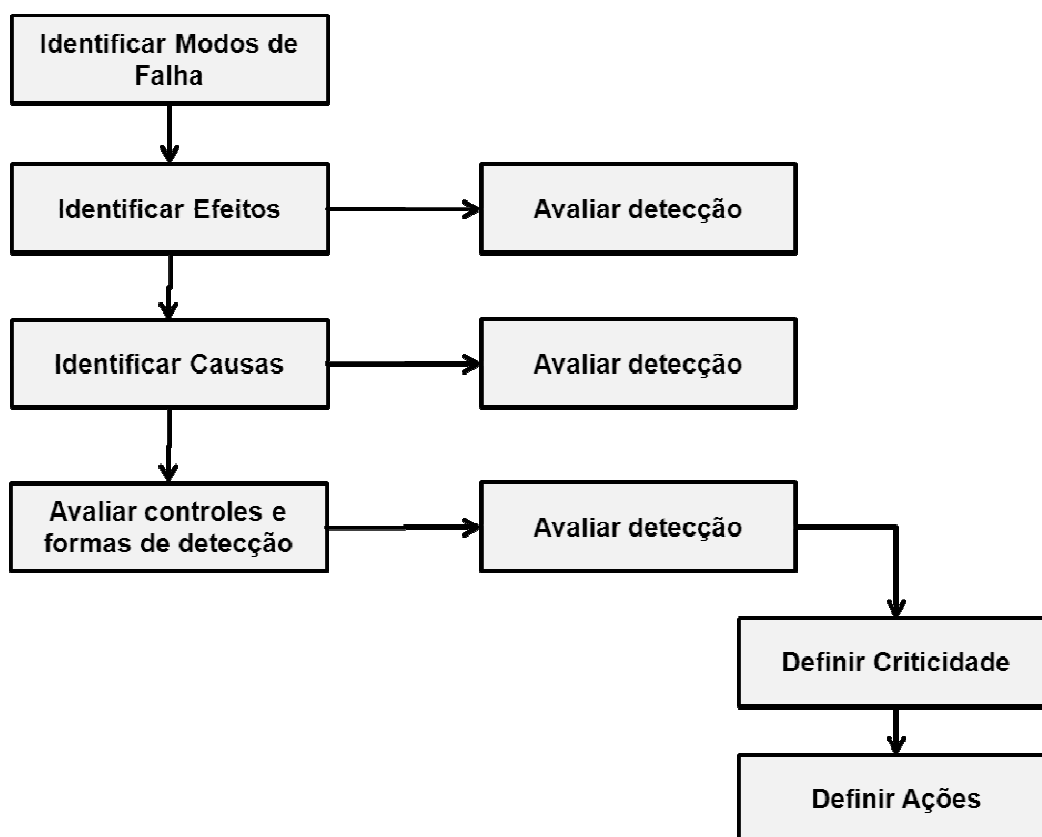 Identificar Modos de
Falha
Identificar Efeitos
Avaliar detecção
Identificar Causas
Avaliar detecção
Avaliar controles e
formas de detecção
Avaliar detecção
Definir Criticidade
Definir Ações